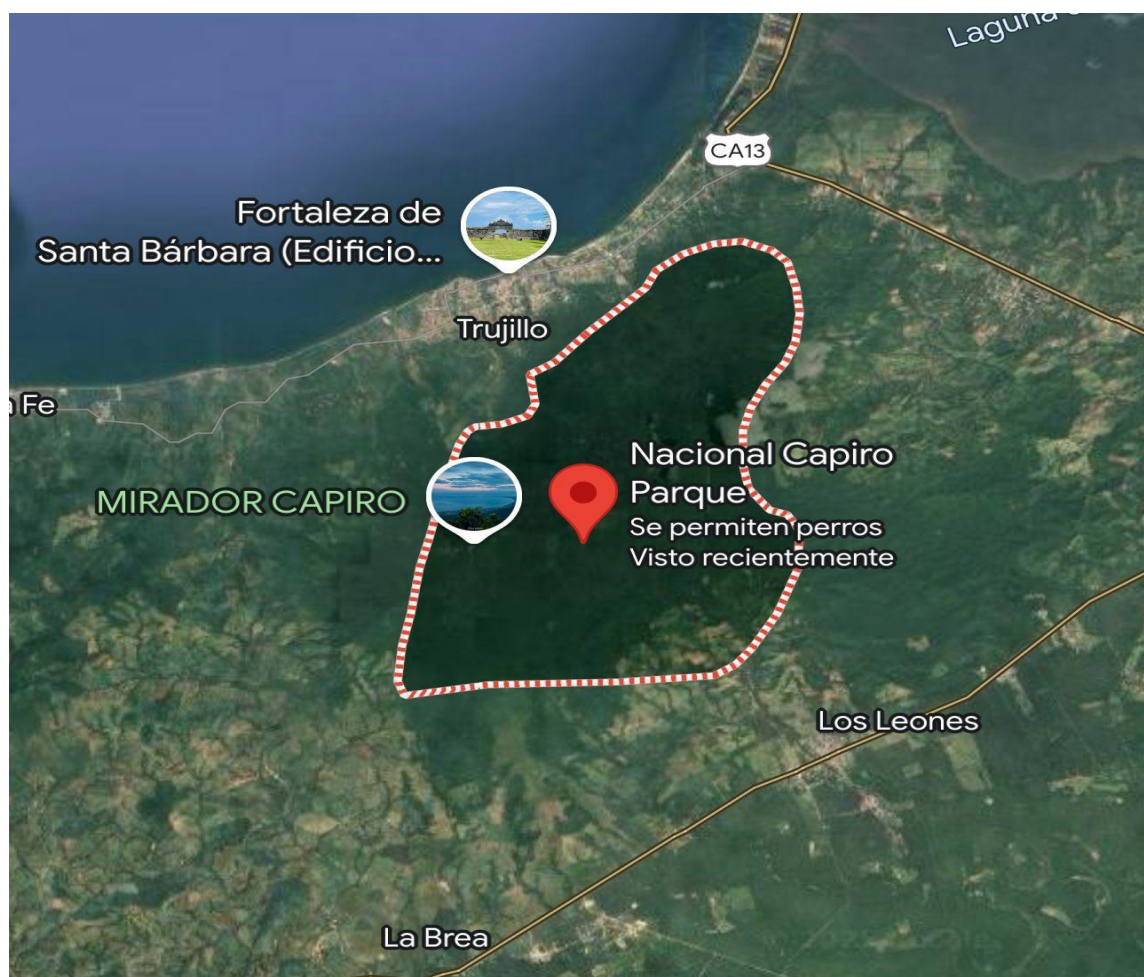 Laguna
CA13
Fortaleza de
Santa Bárbara (Edificio...
Trujillo
Fe
Nacional Capiro
Parque
Se permiten perros
Visto recientemente
MIRADOR CAPIRO
Los Leones
La Brea